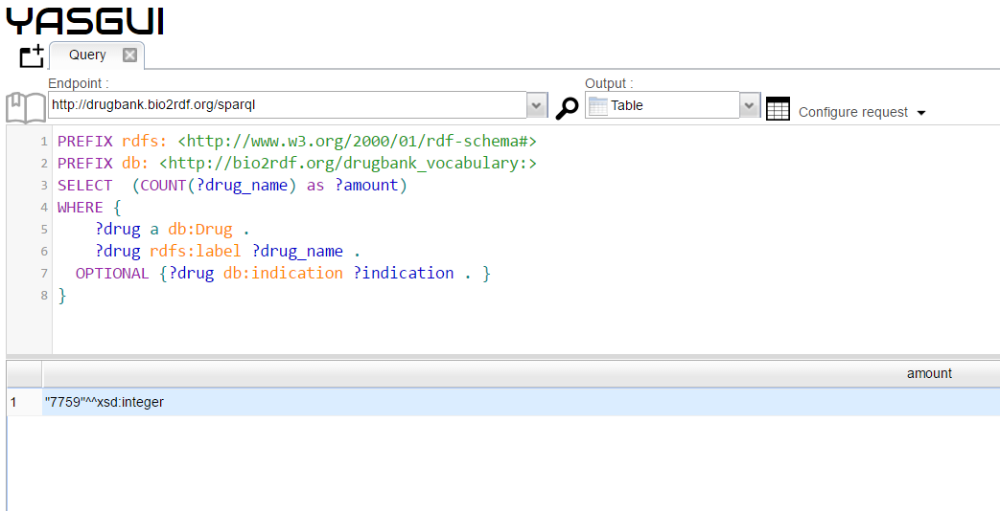 YASGUI
Query
Endpoint :
Output :
http://drugbank.bio2rdf.org/sparql
Table
Configure request
1 PREFIX rdfs: <http://www.w3.org/2000/01/rdf-schema#>
2 PREFIX db: <http://bio2rdf.org/drugbank_vocabulary:>
3 SELECT  (COUNT(?drug_name) as ?amount)
4 WHERE {
5     ?drug a db:Drug .
6     ?drug rdfs:label ?drug_name .
7   OPTIONAL {?drug db:indication ?indication . }
8 }
amount
1 "7759"^^xsd:integer